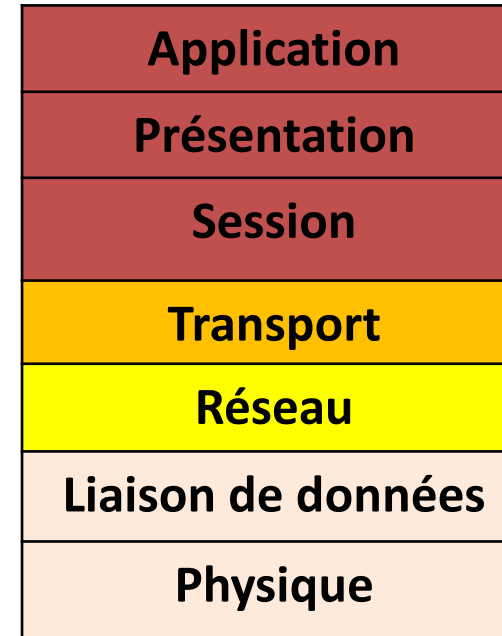 Application
Présentation
Session
Transport
Réseau
Liaison de données
Physique